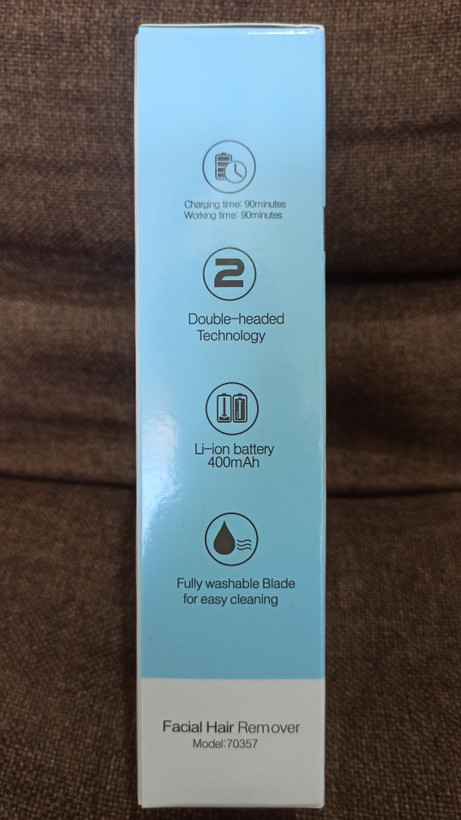 Charging time: 90minutes
Working time: 90minutes
2
Double-headed
Technology
Li-ion battery
400mAh
Fully washable Blade
for easy cleaning
Facial Hair Remover
Model:70357